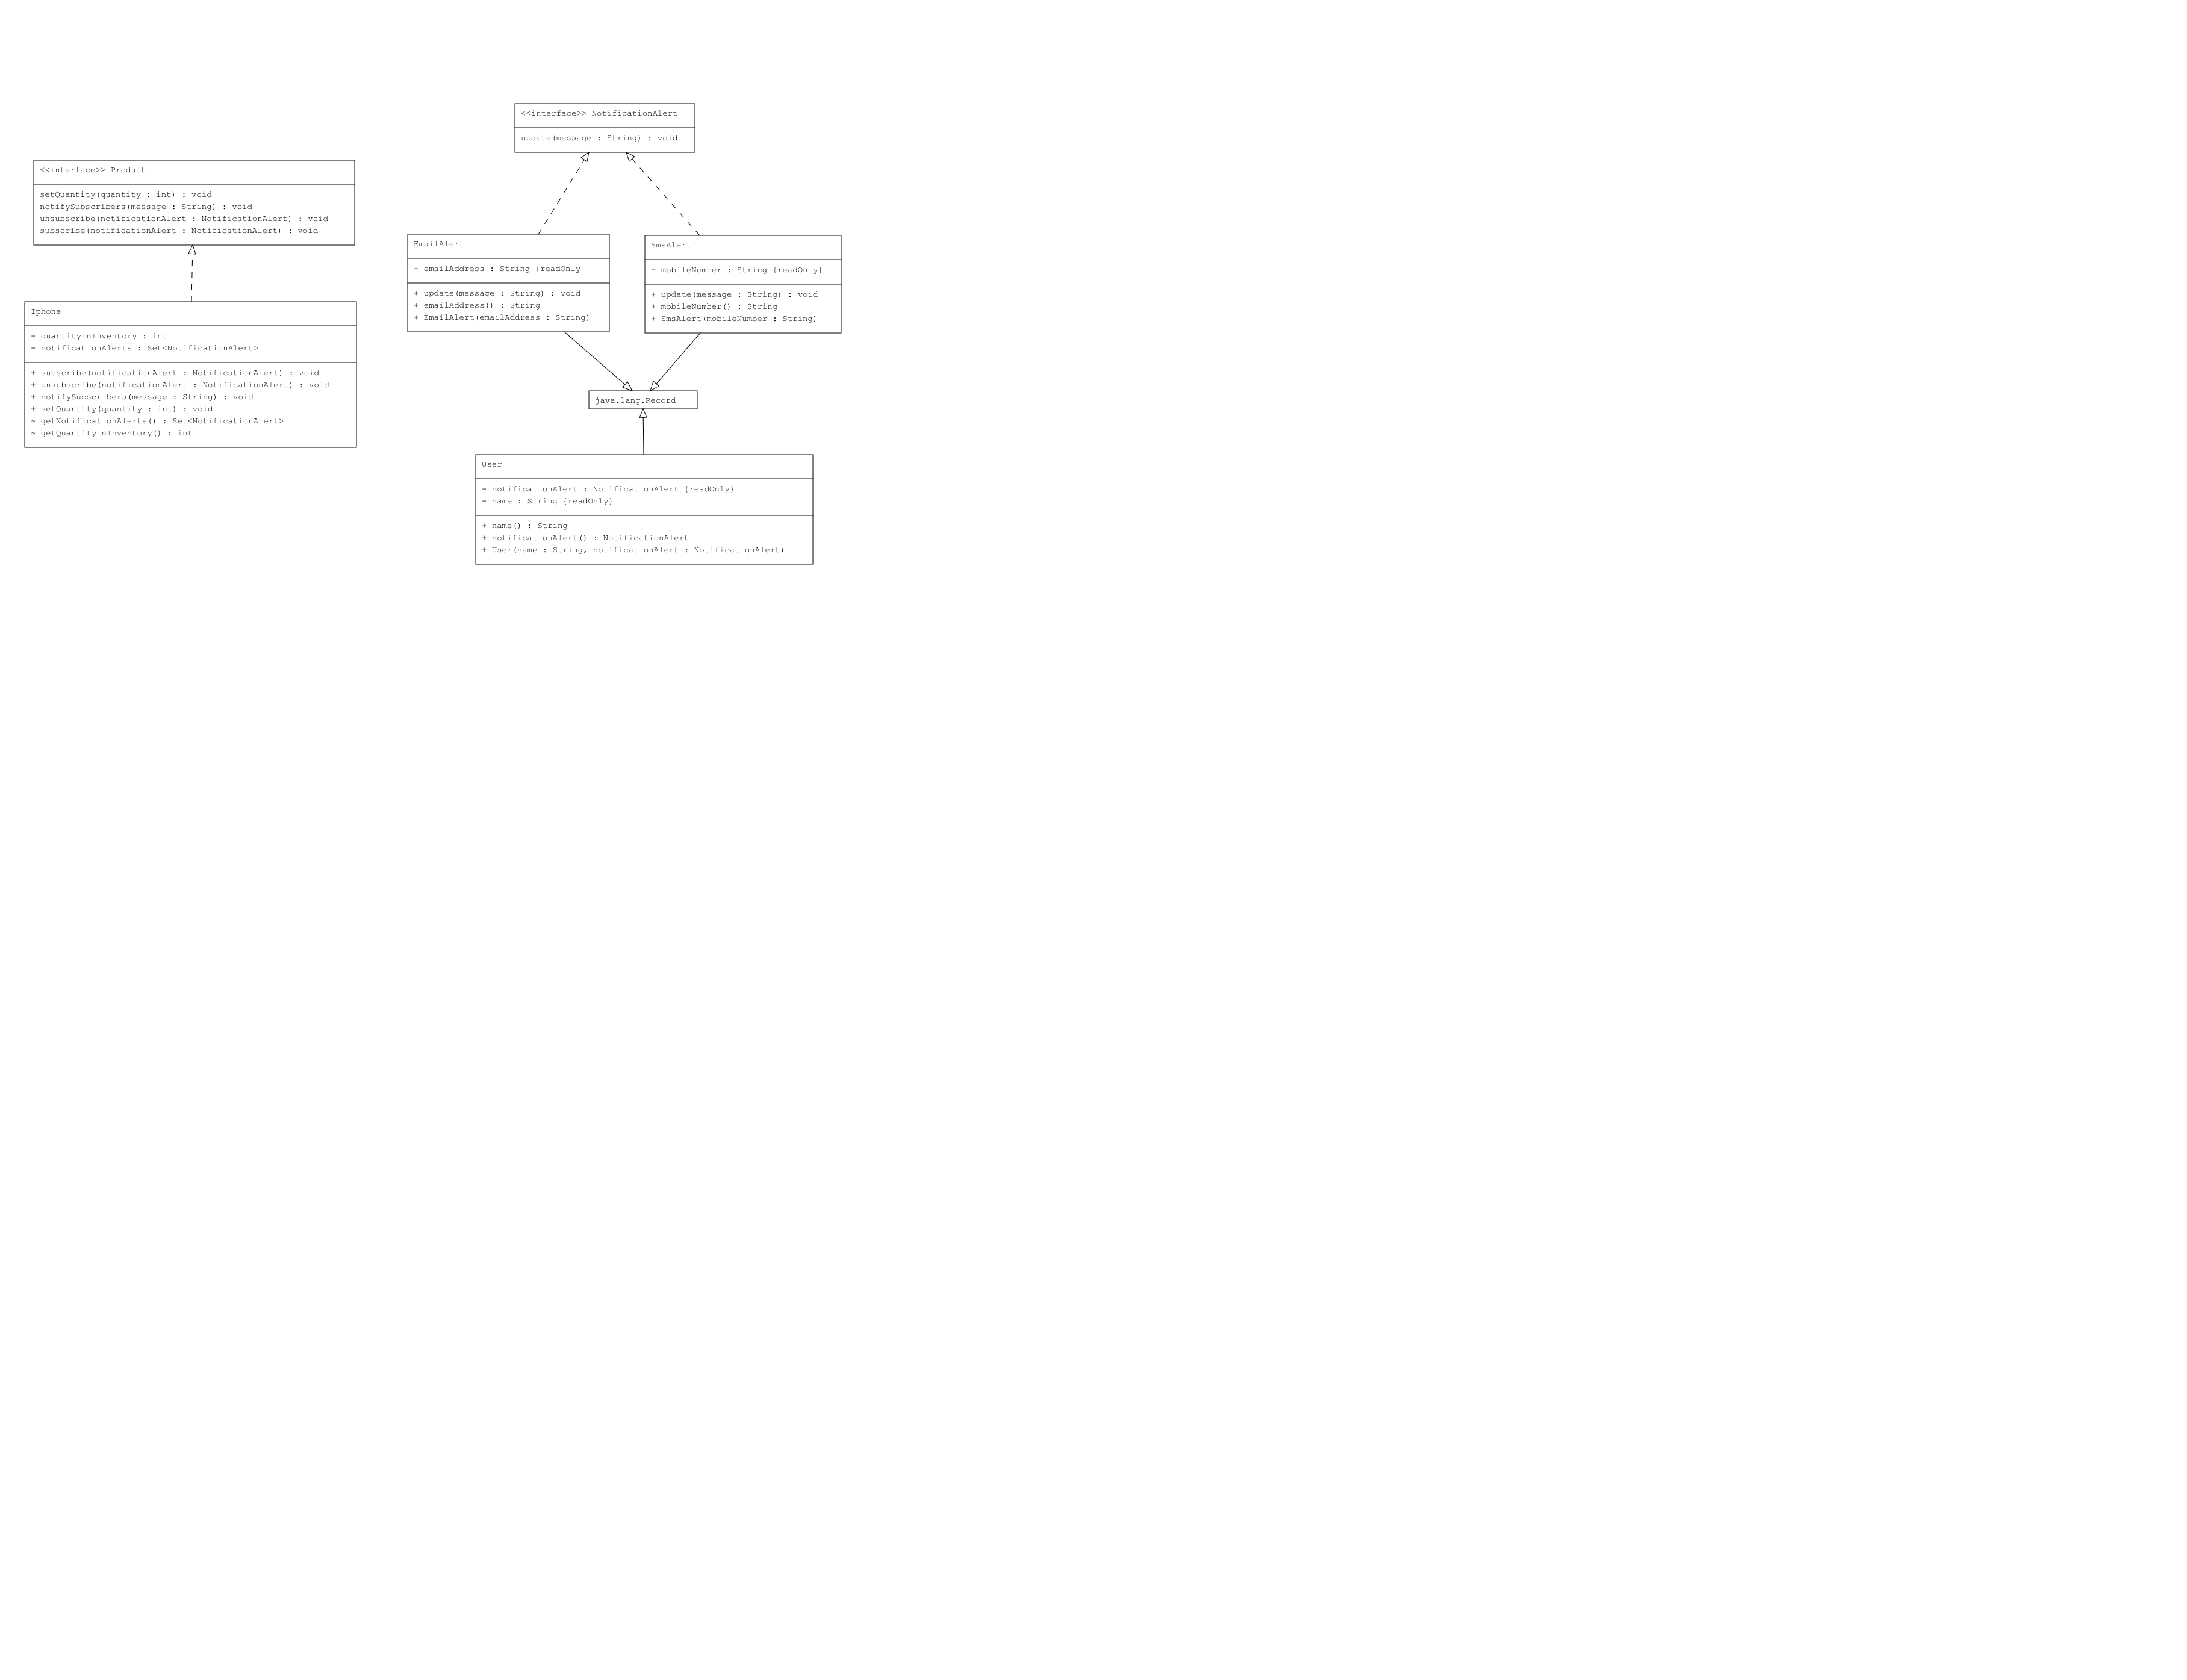 <<interface>> NotificationAlert
update(message : String) : void
<<interface>> Product
setQuantity(quantity : int) : void
notifySubscribers(message : String) : void
unsubscribe(notificationAlert : NotificationAlert) : void
subscribe(notificationAlert : NotificationAlert) : void
EmailAlert
- emailAddress : String {readOnly}
+ update(message : String) : void
+ emailAddress() : String
+ EmailAlert(emailAddress : String)
SmsAlert
- mobileNumber : String {readOnly}
+ update(message : String) : void
+ mobileNumber() : String
+ SmsAlert(mobileNumber : String)
Iphone
- quantityInInventory : int
- notificationAlerts : Set<NotificationAlert>
+ subscribe(notificationAlert : NotificationAlert) : void
+ unsubscribe(notificationAlert : NotificationAlert) : void
+ notifySubscribers(message : String) : void
+ setQuantity(quantity : int) : void
~ getNotificationAlerts() : Set<NotificationAlert>
~ getQuantityInInventory() : int
java.lang.Record
User
- notificationAlert : NotificationAlert {readOnly}
- name : String {readOnly}
+ name() : String
+ notificationAlert() : NotificationAlert
+ User(name : String, notificationAlert : NotificationAlert)